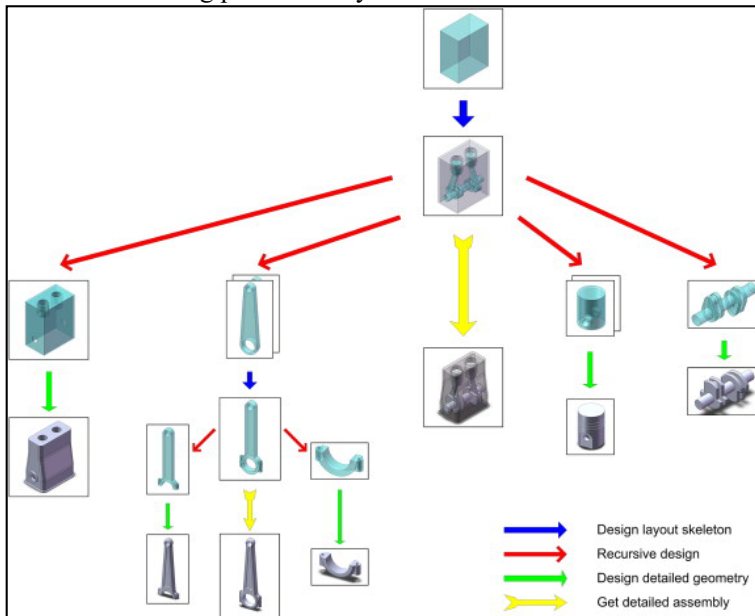 Design layout skeleton
Recursive design
Design detailed geometry
Get detailed assembly